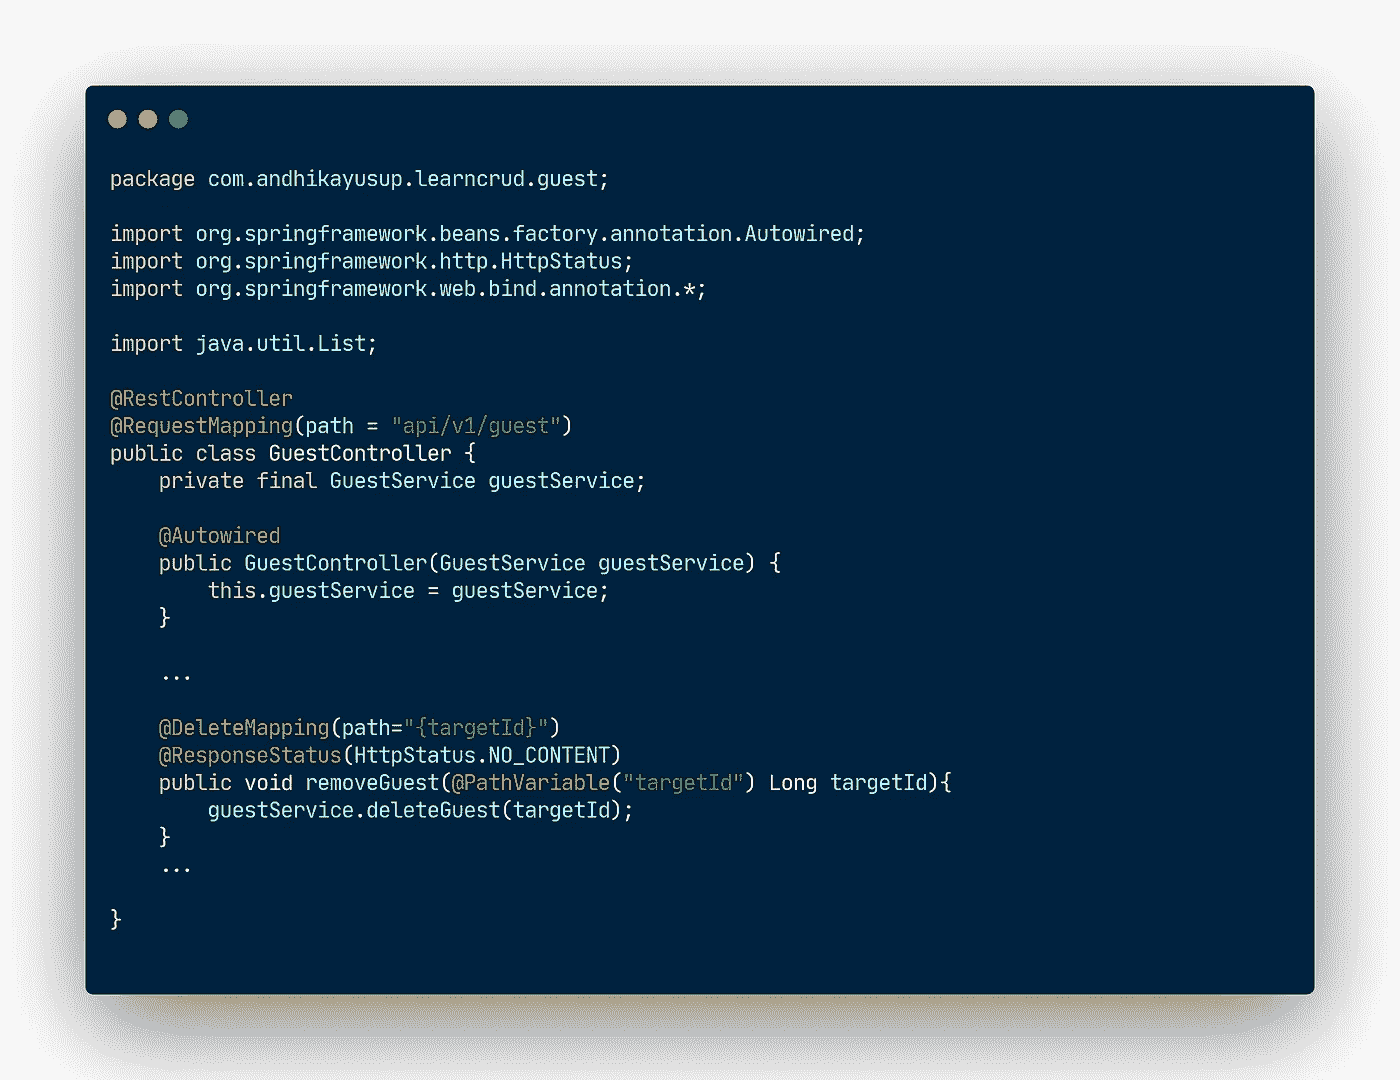 package com.andhikayusup.learncrud.guest;
import org.springframework.beans.factory.annotation.Autowired;
import org.springframework.http.HttpStatus;
import org.springframework.web.bind.annotation.*;
import java.util.List;
@RestController
@RequestMapping(path = "api/v1/guest")
public class GuestController {
    private final GuestService guestService;
    @Autowired
    public GuestController(GuestService guestService) {
        this.guestService = guestService;
    }
    ...
    @DeleteMapping(path="{targetId}")
    @ResponseStatus(HttpStatus.NO_CONTENT)
    public void removeGuest(@PathVariable("targetId") Long targetId){
        guestService.deleteGuest(targetId);
    }
    ...
}